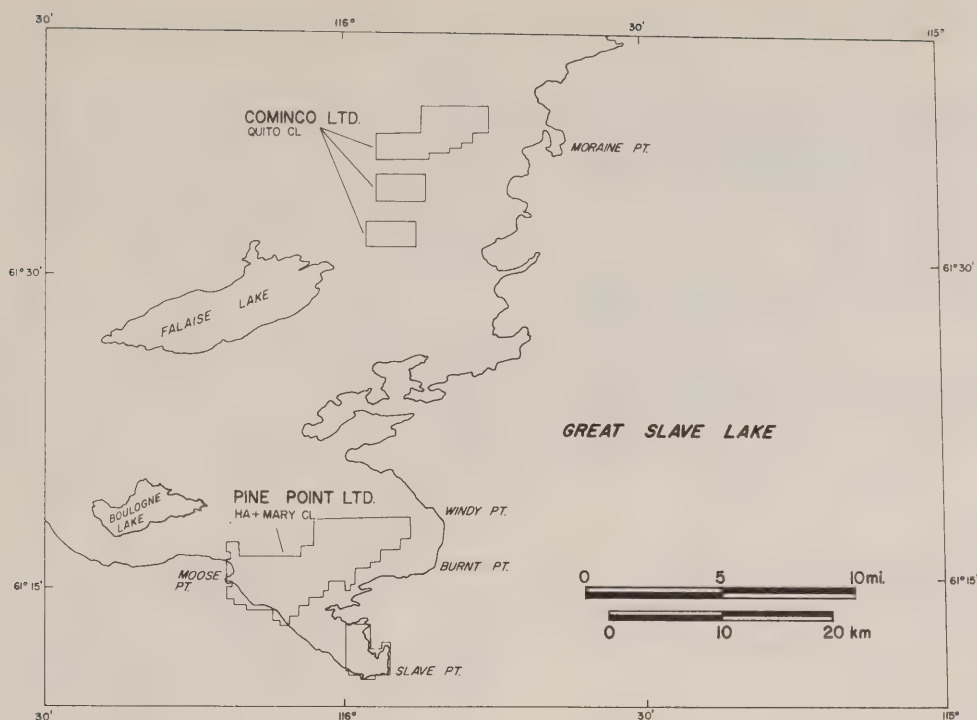 30'
116°
30'
115°
COMINCO LTD.
QUITO CL
MORAINE PT.
61° 30'
61° 30'
FALAISE LAKE
GREAT SLAVE LAKE
BOULOGNE
LAKE
PINE POINT LTD.
HA + MARY CL
WINDY PT.
MOOSE
PT.
BURNT PT.
61° 15'
61° 15'
0 5 10 mi.
0 10 20 km
SLAVE PT.
30'
116°
30'
115°